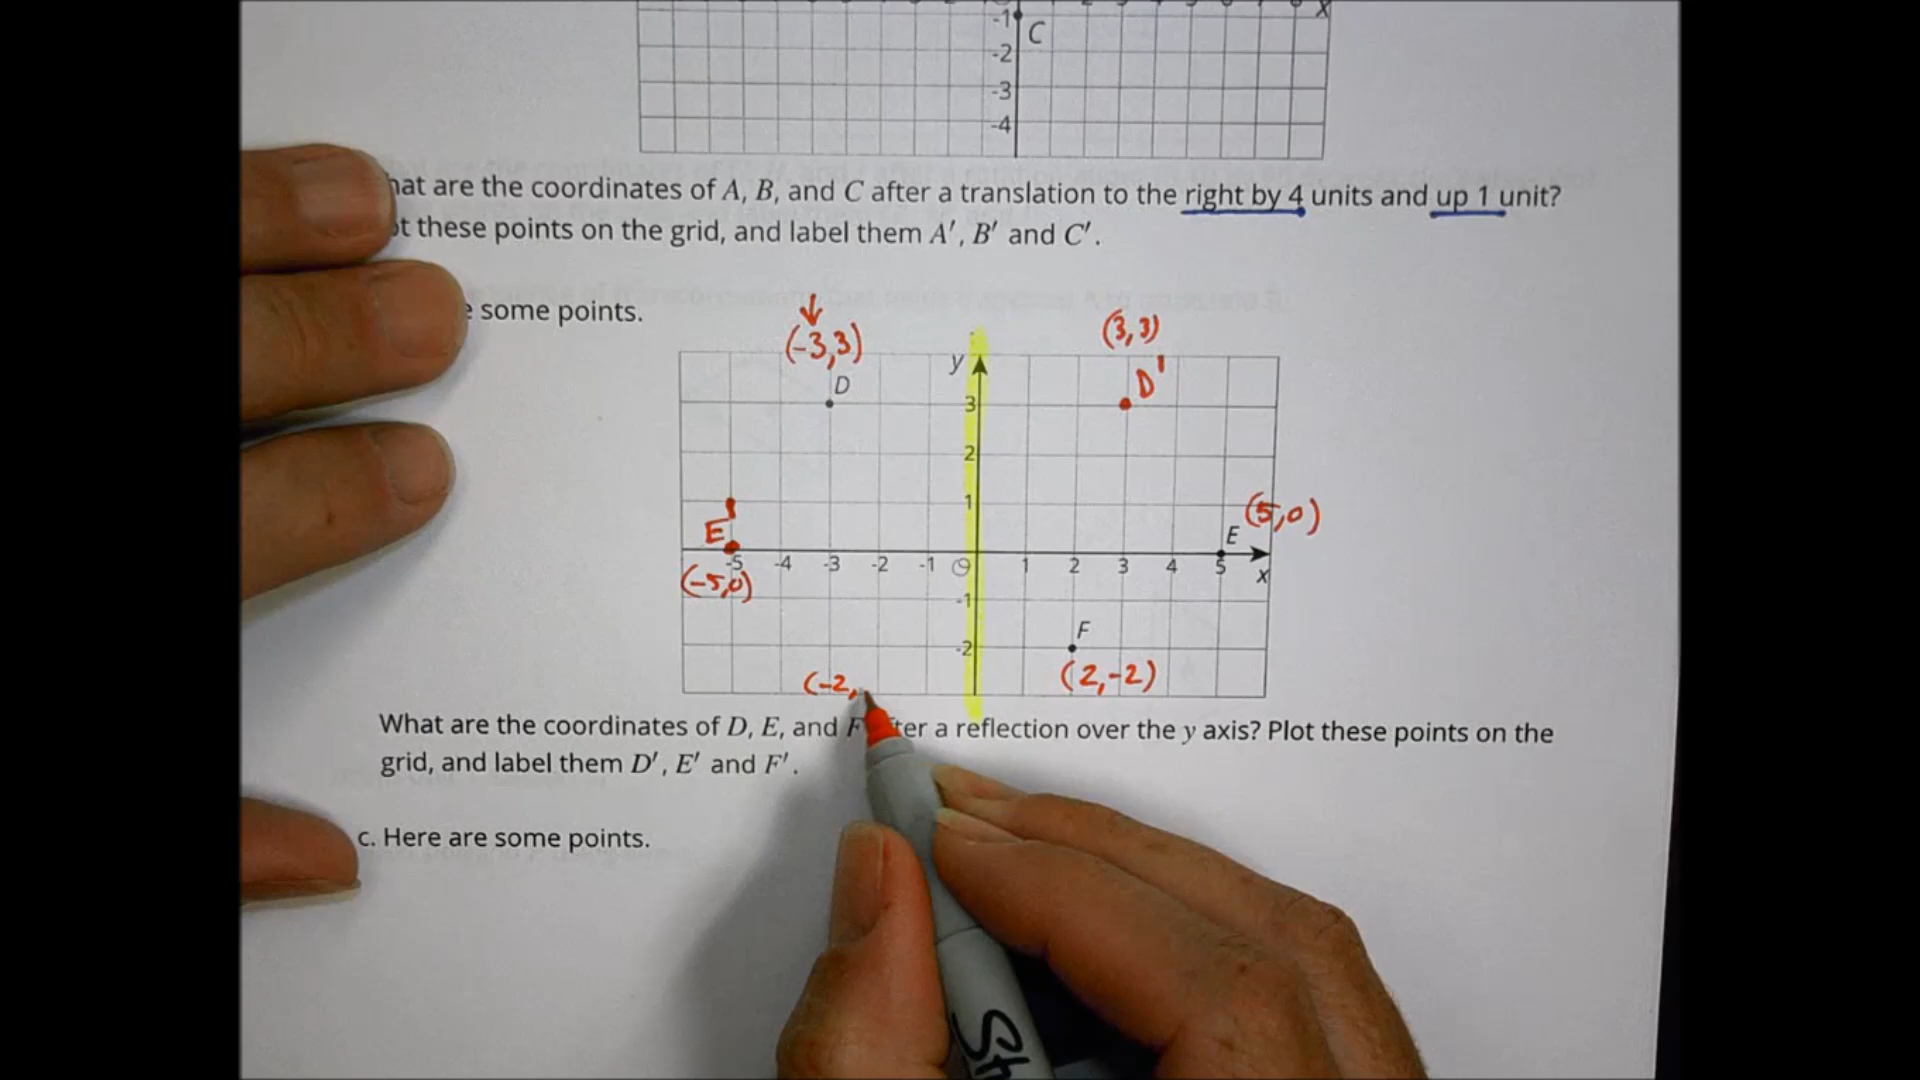 -1 C x
-2
-3
-4
hat are the coordinates of A, B, and C after a translation to the right by 4 units and up 1 unit?
these points on the grid, and label them A′, B′ and C′.
some points.
(-3,3) (3,3)
y D D'
3
2
1
E' E (5,0)
-5 -4 -3 -2 -1 O 1 2 3 4 5 x
(-5,0)
-1
F
-2
(-2, (2,-2)
What are the coordinates of D, E, and F a reflection over the y axis? Plot these points on the
grid, and label them D′, E′ and F′.
c. Here are some points.
Sh